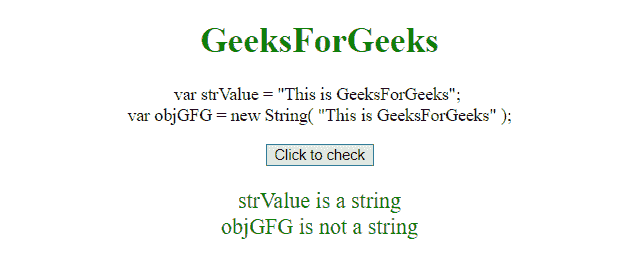 GeeksForGeeks
var strValue = "This is GeeksForGeeks";
var objGFG = new String( "This is GeeksForGeeks" );
Click to check
strValue is a string
objGFG is not a string